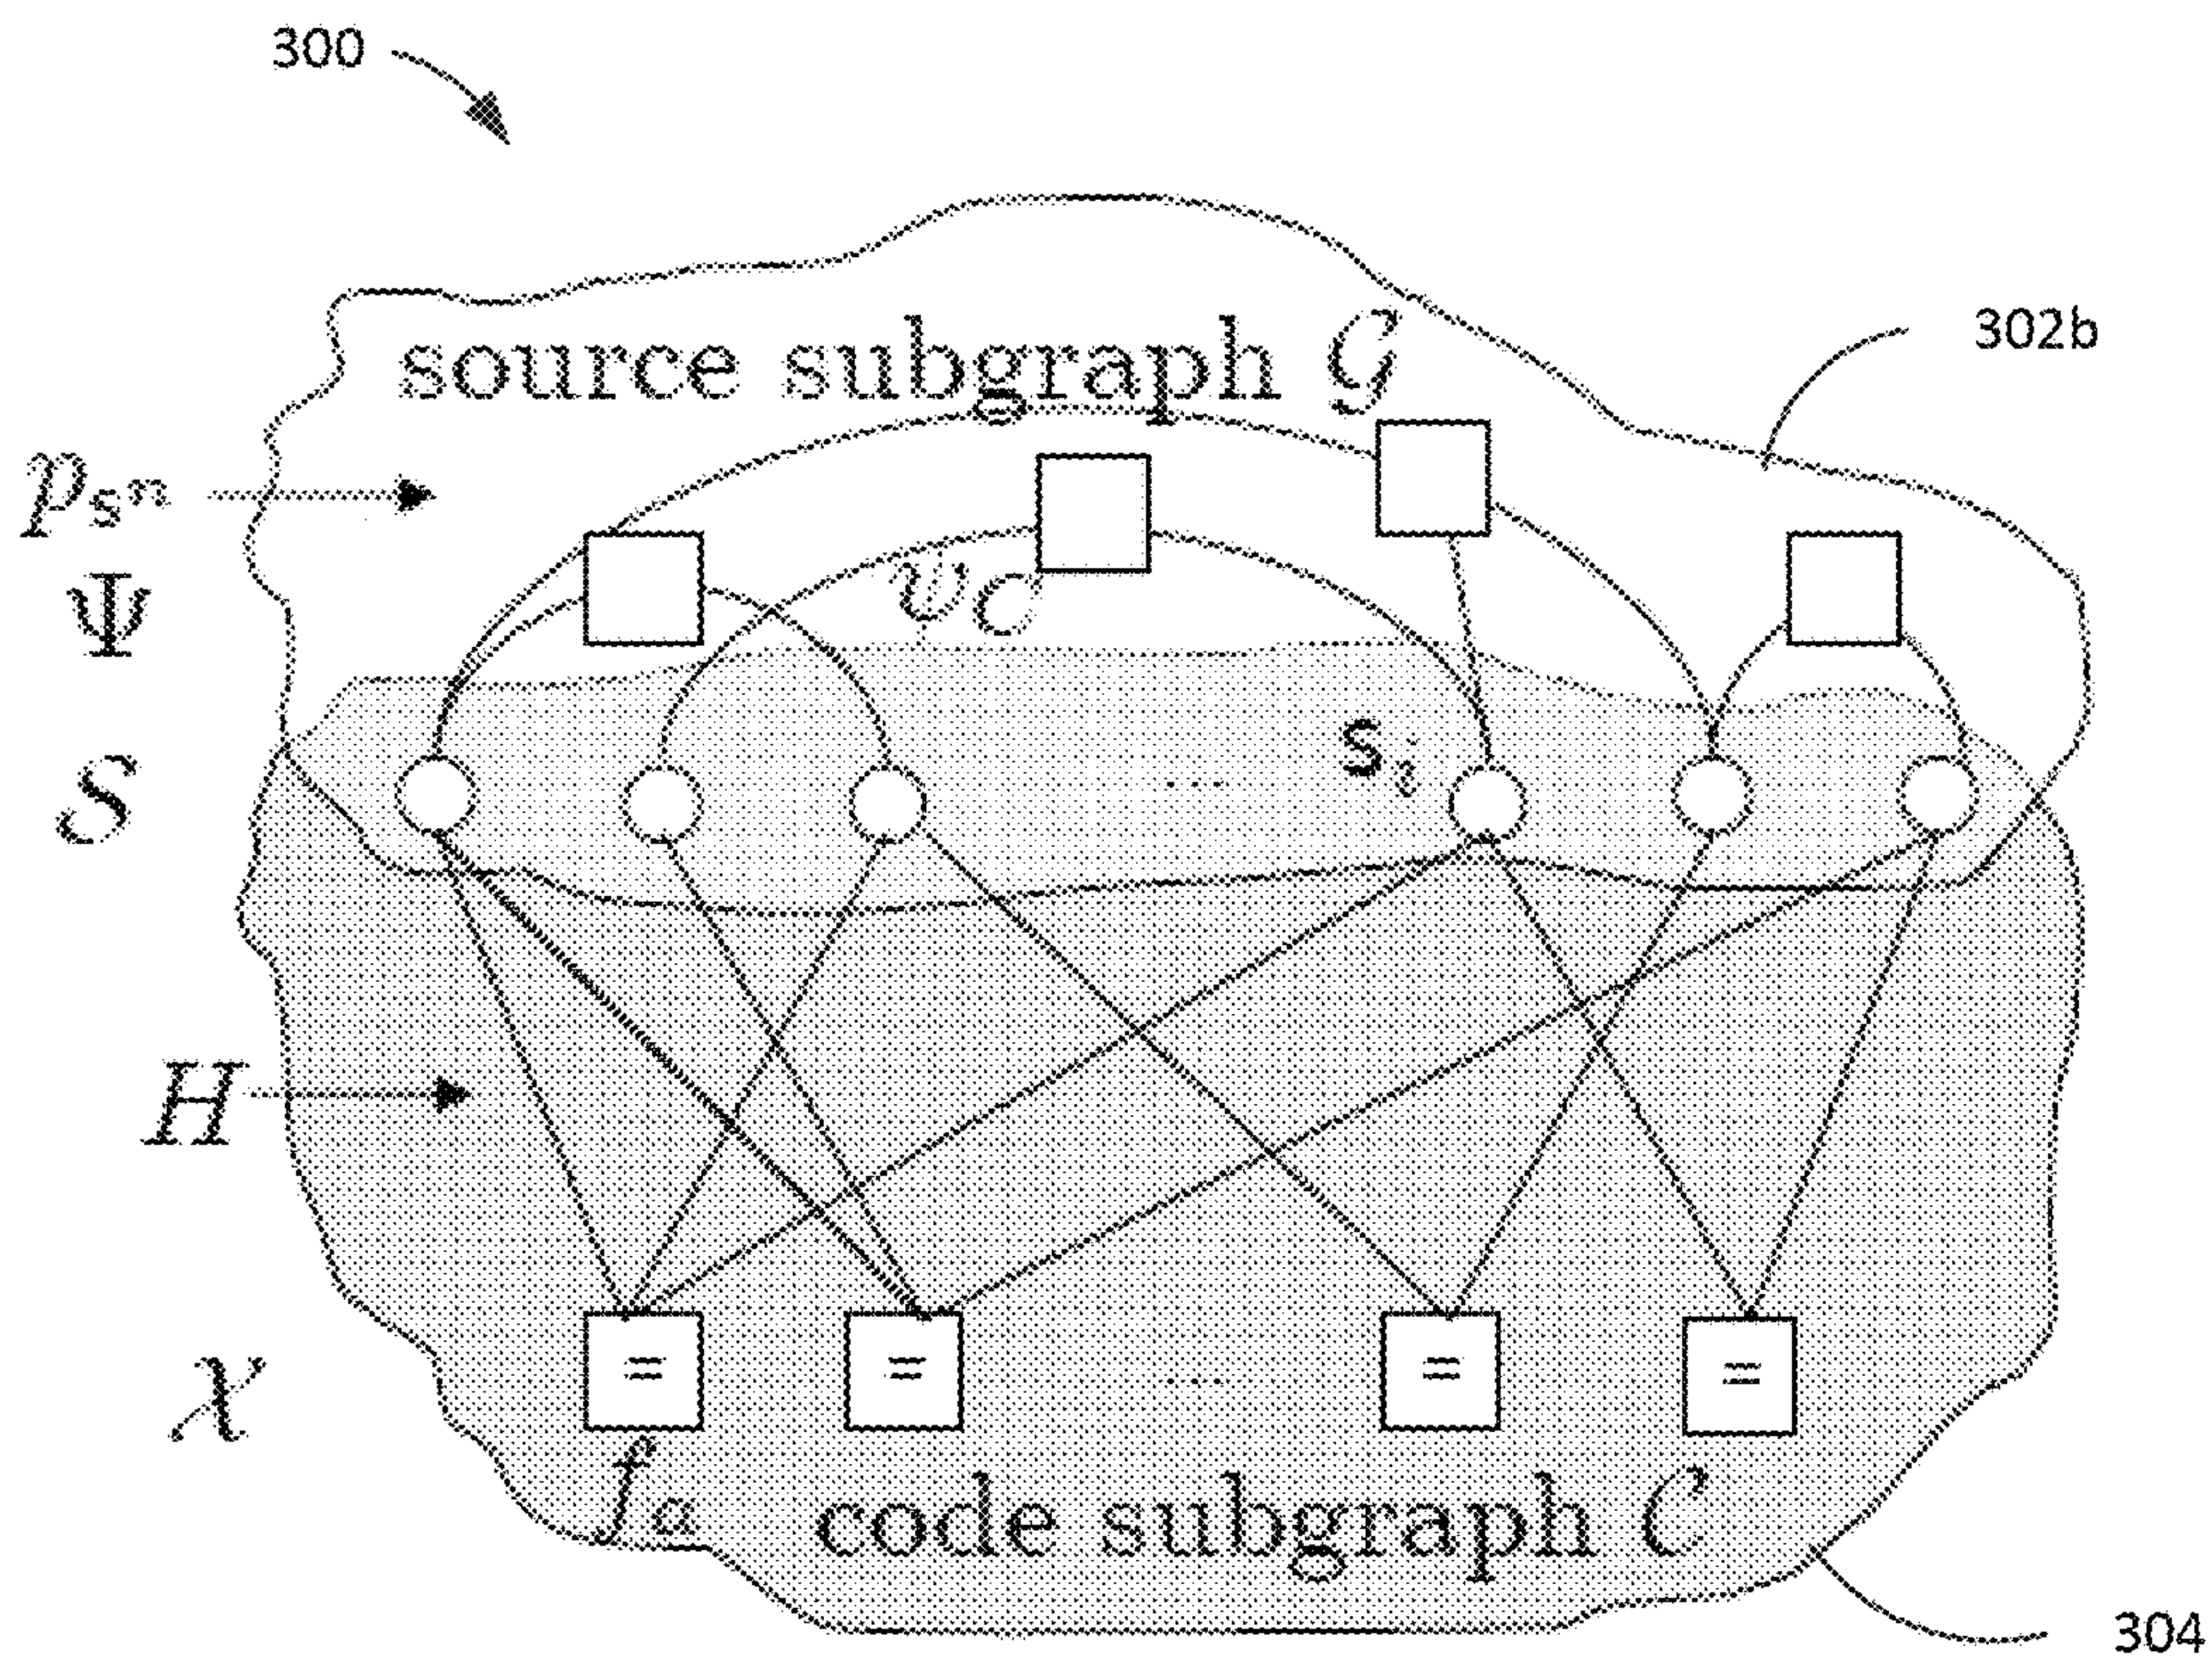 300
source subgraph 𝒢
302b
p_{s^n}
ψ_C
Ψ
S
s_i
...
H
= = ... = =
χ
f_a
code subgraph 𝒞
304